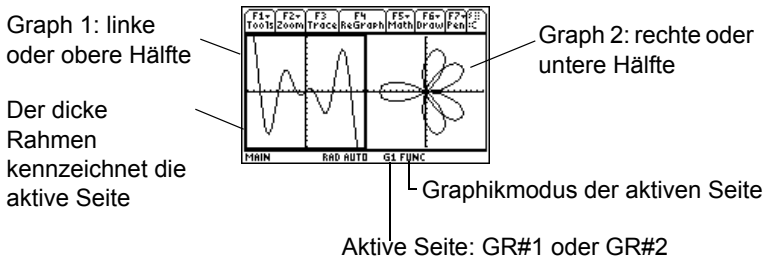 Graph 1: linke
oder obere Hälfte
Der dicke
Rahmen
kennzeichnet die
aktive Seite
F1 F2 F3 F4 F5 F6 F7
Tools Zoom Trace ReGraph Math Draw Pen :C
MAIN RAD AUTO G1 FUNC
Graph 2: rechte oder
untere Hälfte
Graphikmodus der aktiven Seite
Aktive Seite: GR#1 oder GR#2